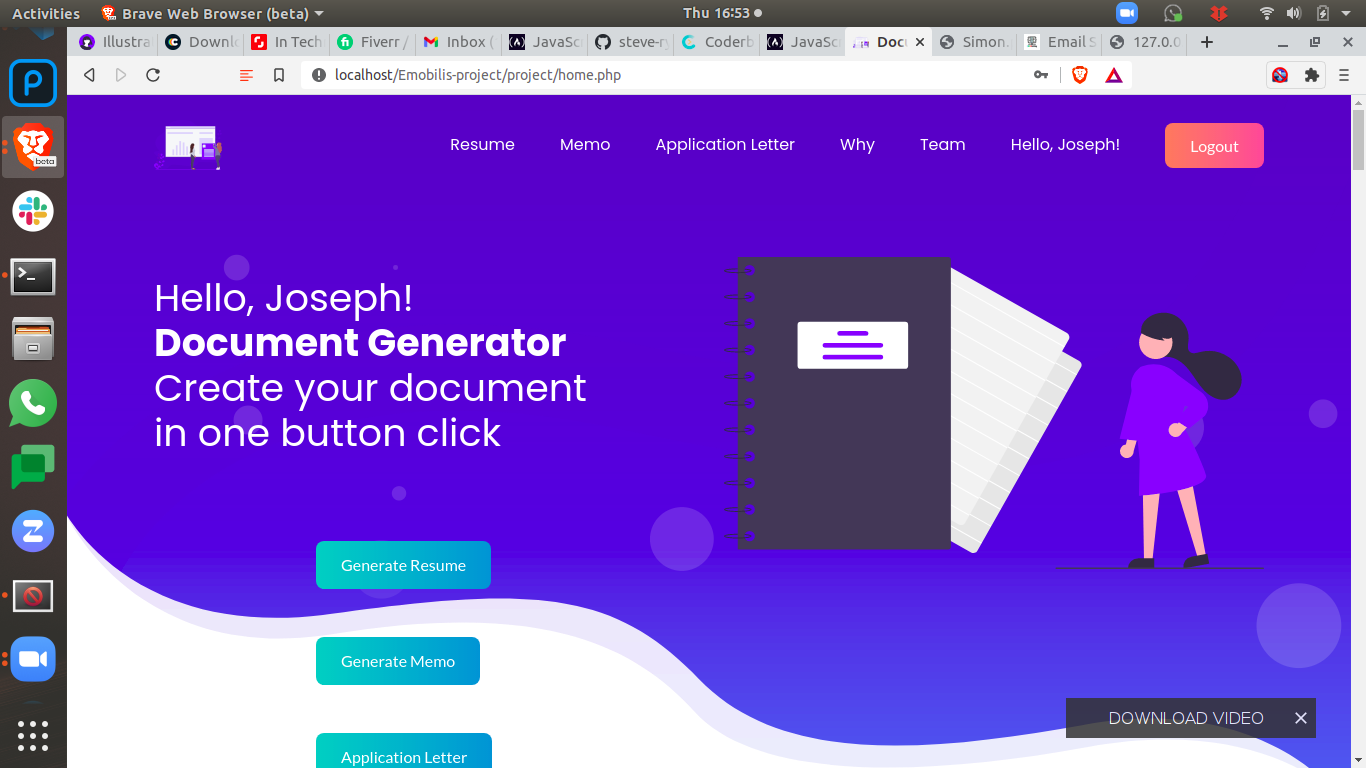 Activities
Brave Web Browser (beta)
Thu 16:53
Illustra
Downl
In Tech
Fiverr /
Inbox (
JavaSc
steve-r
Coderb
JavaSc
Docu
Simon.
Email S
127.0.0
localhost/Emobilis-project/project/home.php
beta
Resume
Memo
Application Letter
Why
Team
Hello, Joseph!
Logout
Hello, Joseph!
Document Generator
Create your document
in one button click
Generate Resume
Generate Memo
Application Letter
DOWNLOAD VIDEO